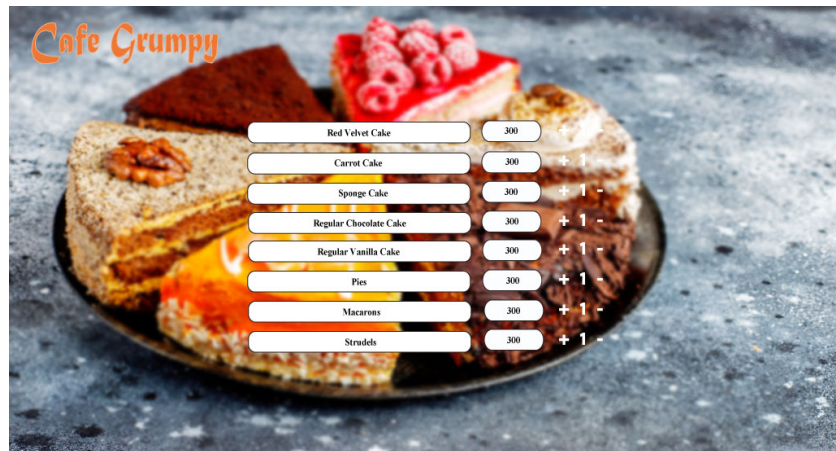 Cafe Grumpy
Red Velvet Cake 300 +
Carrot Cake 300 + 1 -
Sponge Cake 300 + 1 -
Regular Chocolate Cake 300 + 1 -
Regular Vanilla Cake 300 + 1 -
Pies 300 + 1 -
Macarons 300 + 1 -
Strudels 300 + 1 -